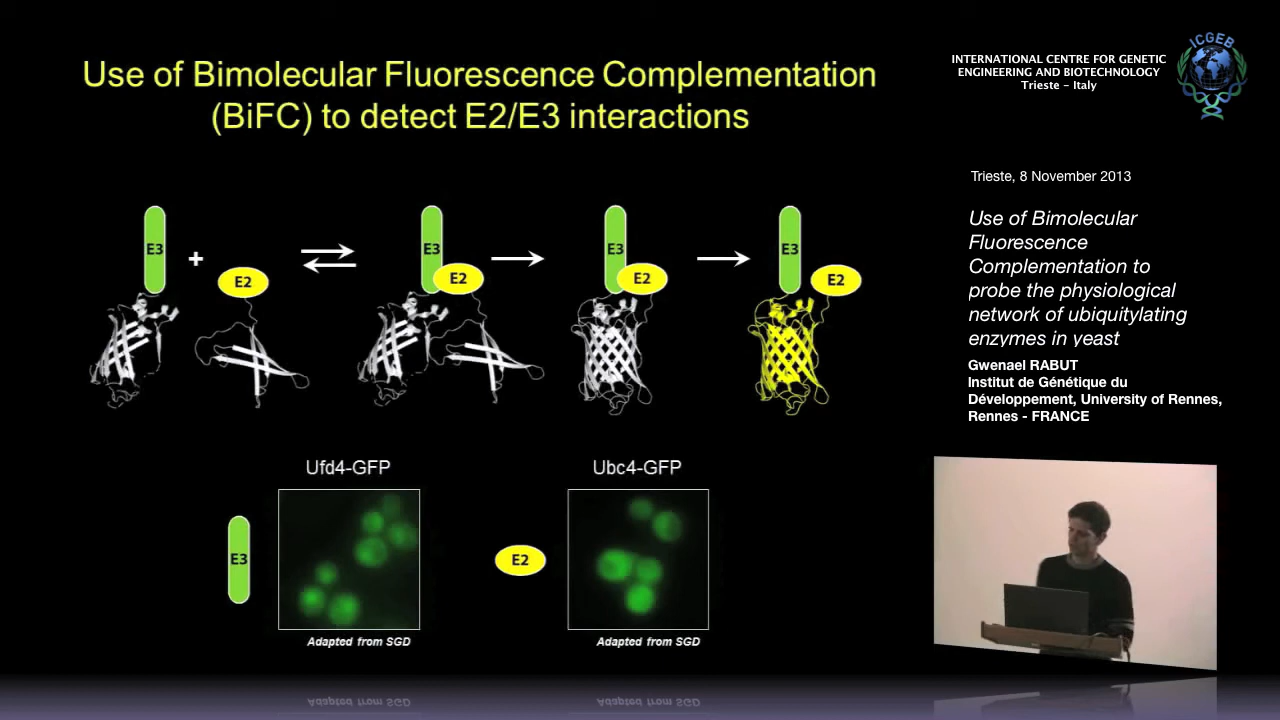 Use of Bimolecular Fluorescence Complementation
(BiFC) to detect E2/E3 interactions
INTERNATIONAL CENTRE FOR GENETIC
ENGINEERING AND BIOTECHNOLOGY
Trieste - Italy
ICGEB
Trieste, 8 November 2013
Use of Bimolecular
Fluorescence
Complementation to
probe the physiological
network of ubiquitylating
enzymes in yeast
Gwenael RABUT
Institut de Génétique du
Développement, University of Rennes,
Rennes - FRANCE
E3
+
E2
E3
E2
E3
E2
E3
E2
Ufd4-GFP
Ubc4-GFP
E3
E2
Adapted from SGD
Adapted from SGD